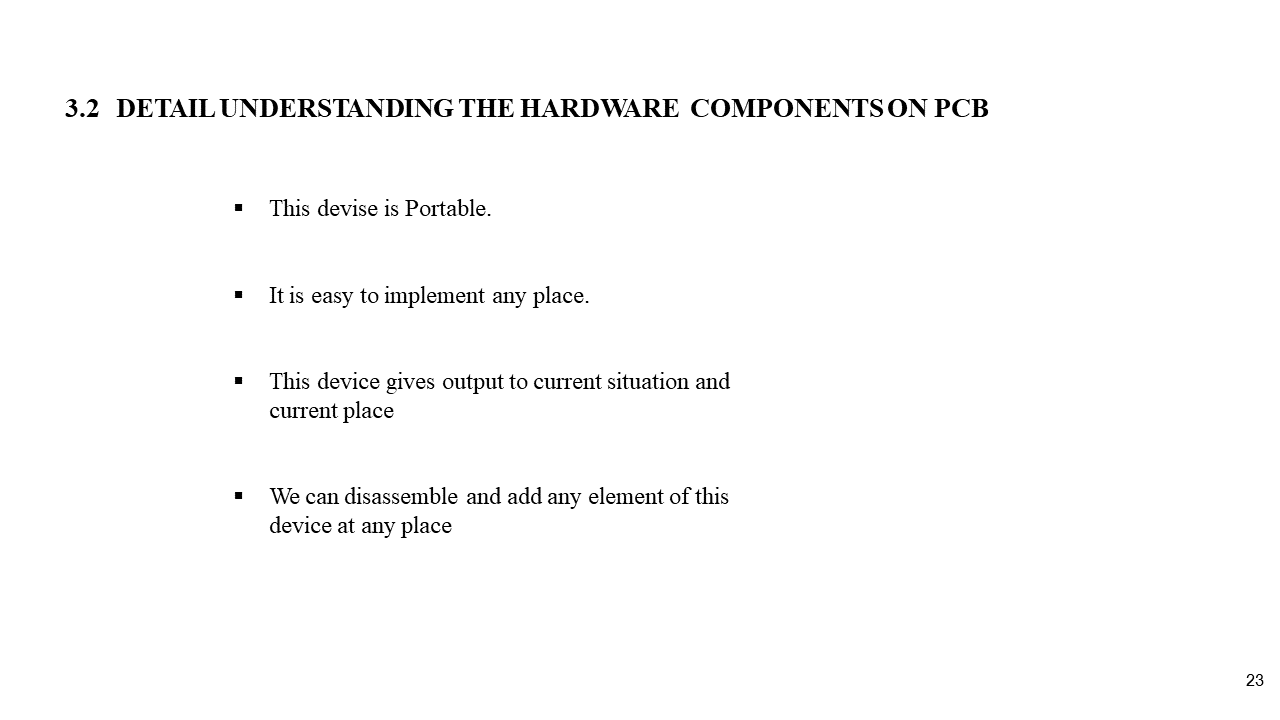 3.2 DETAIL UNDERSTANDING THE HARDWARE COMPONENTS ON PCB
▪ This devise is Portable.
▪ It is easy to implement any place.
▪ This device gives output to current situation and
current place
▪ We can disassemble and add any element of this
device at any place
23